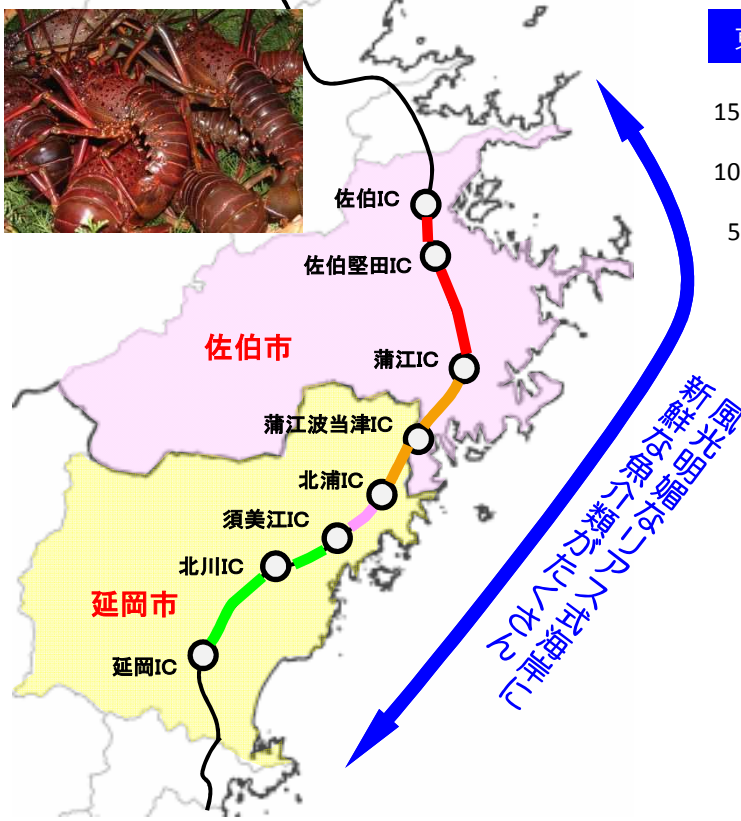 佐伯IC
佐伯堅田IC
佐伯市
蒲江IC
蒲江波当津IC
北浦IC
須美江IC
北川IC
延岡市
延岡IC
風光明媚なリアス式海岸に
新鮮な魚介類がたくさん
15
10
5